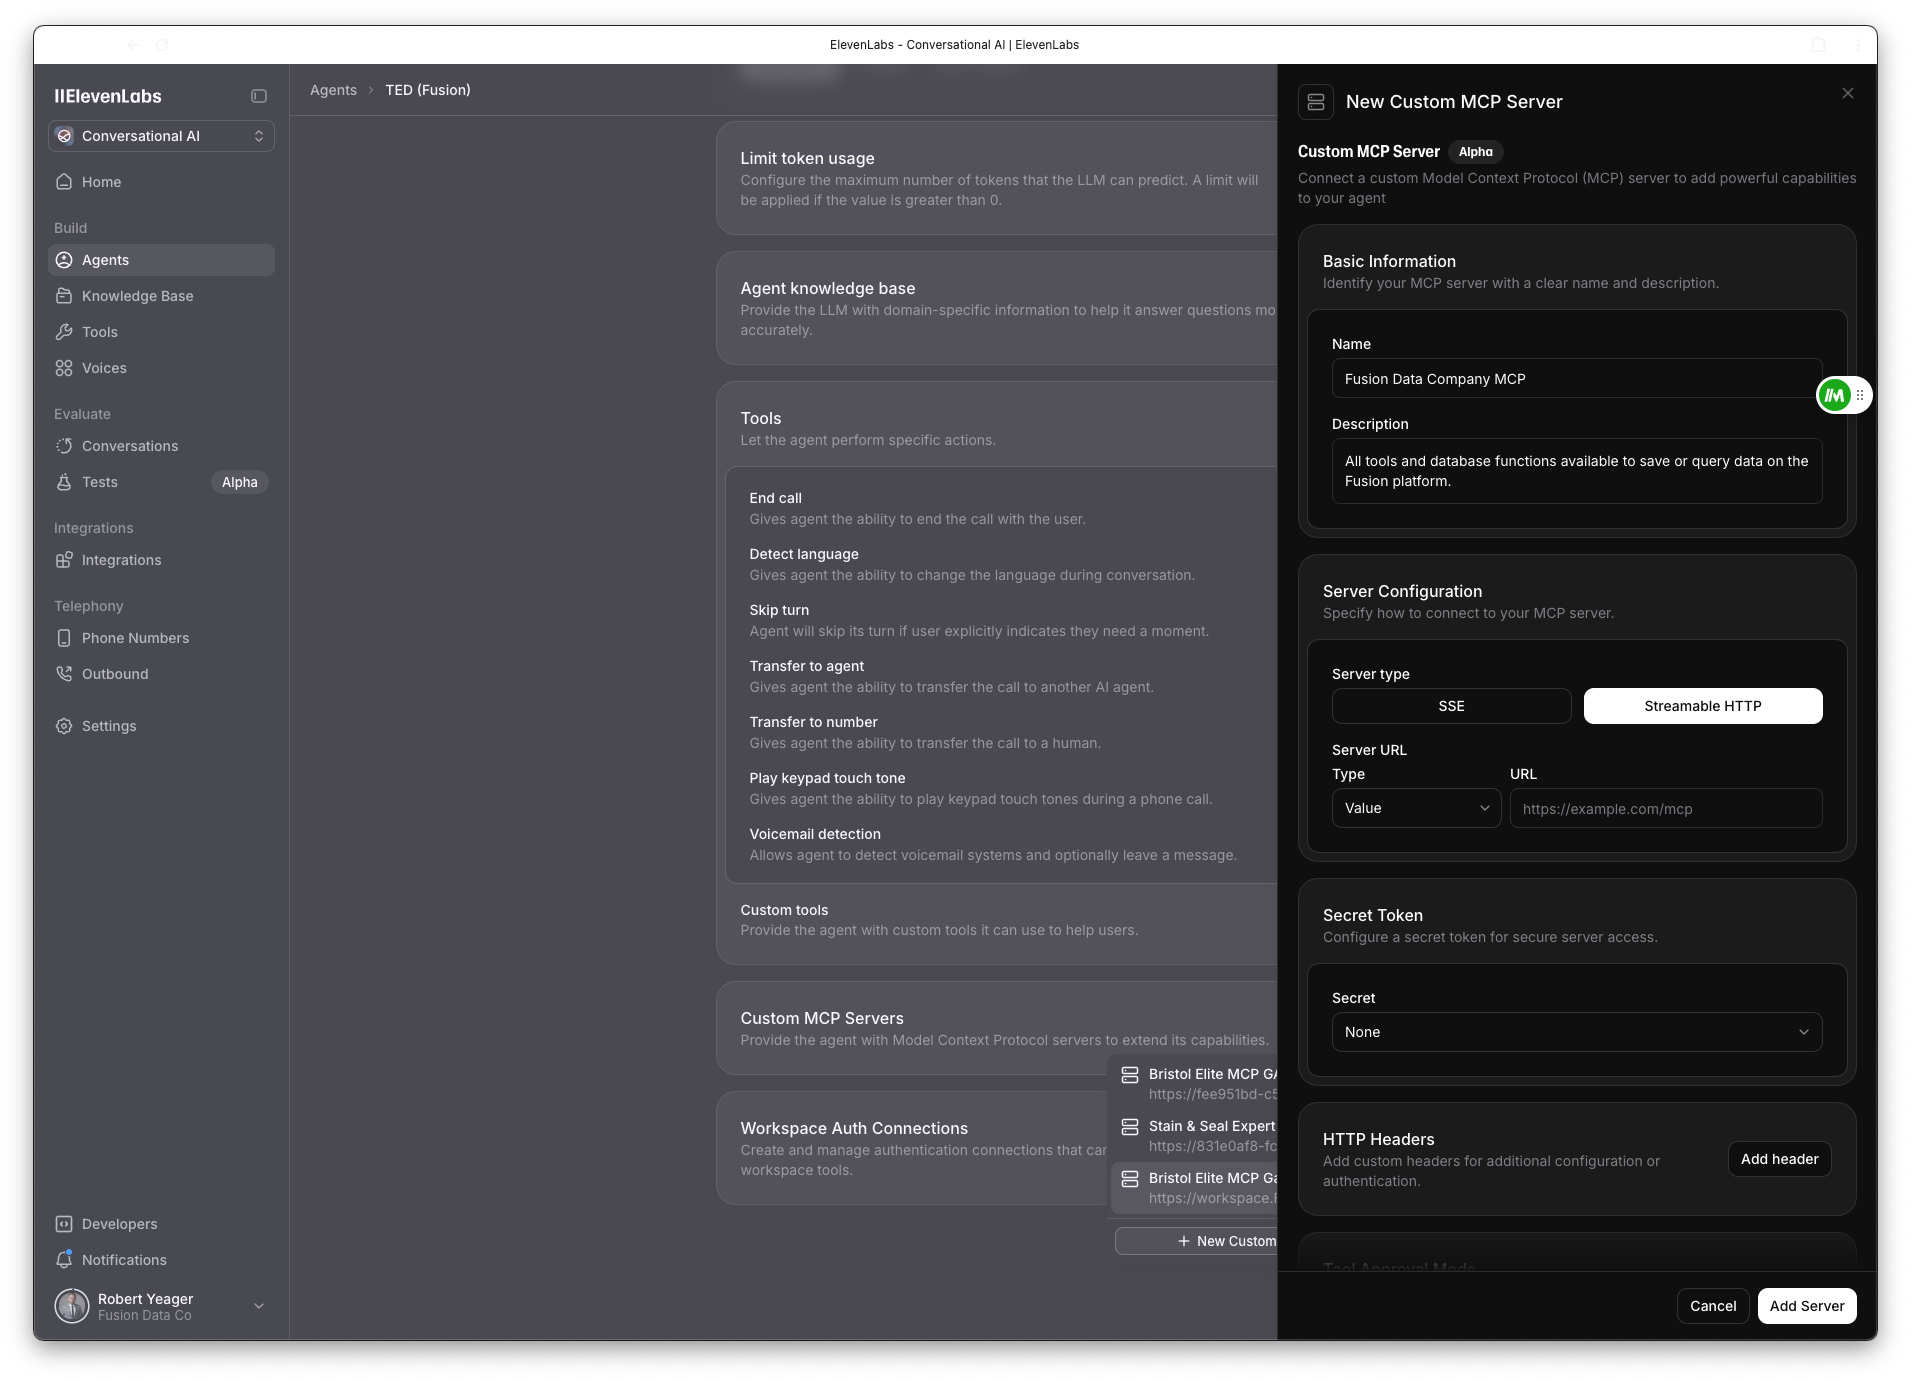 ElevenLabs - Conversational AI | ElevenLabs
IIElevenLabs
Conversational AI
Home
Build
Agents
Knowledge Base
Tools
Voices
Evaluate
Conversations
Tests
Alpha
Integrations
Integrations
Telephony
Phone Numbers
Outbound
Settings
Developers
Notifications
Robert Yeager
Fusion Data Co
Agents › TED (Fusion)
Limit token usage
Configure the maximum number of tokens that the LLM can predict. A limit will
be applied if the value is greater than 0.
Agent knowledge base
Provide the LLM with domain-specific information to help it answer questions mo
accurately.
Tools
Let the agent perform specific actions.
End call
Gives agent the ability to end the call with the user.
Detect language
Gives agent the ability to change the language during conversation.
Skip turn
Agent will skip its turn if user explicitly indicates they need a moment.
Transfer to agent
Gives agent the ability to transfer the call to another AI agent.
Transfer to number
Gives agent the ability to transfer the call to a human.
Play keypad touch tone
Gives agent the ability to play keypad touch tones during a phone call.
Voicemail detection
Allows agent to detect voicemail systems and optionally leave a message.
Custom tools
Provide the agent with custom tools it can use to help users.
Custom MCP Servers
Provide the agent with Model Context Protocol servers to extend its capabilities.
Bristol Elite MCP GA
https://fee951bd-c5
Stain & Seal Expert
https://831e0af8-fc
Bristol Elite MCP Ga
https://workspace.
+ New Custom
Workspace Auth Connections
Create and manage authentication connections that can
workspace tools.
New Custom MCP Server
Custom MCP Server
Alpha
Connect a custom Model Context Protocol (MCP) server to add powerful capabilities
to your agent
Basic Information
Identify your MCP server with a clear name and description.
Name
Fusion Data Company MCP
Description
All tools and database functions available to save or query data on the
Fusion platform.
Server Configuration
Specify how to connect to your MCP server.
Server type
SSE
Streamable HTTP
Server URL
Type
URL
Value
https://example.com/mcp
Secret Token
Configure a secret token for secure server access.
Secret
None
HTTP Headers
Add custom headers for additional configuration or
authentication.
Add header
Tool Approval Mode
Cancel
Add Server